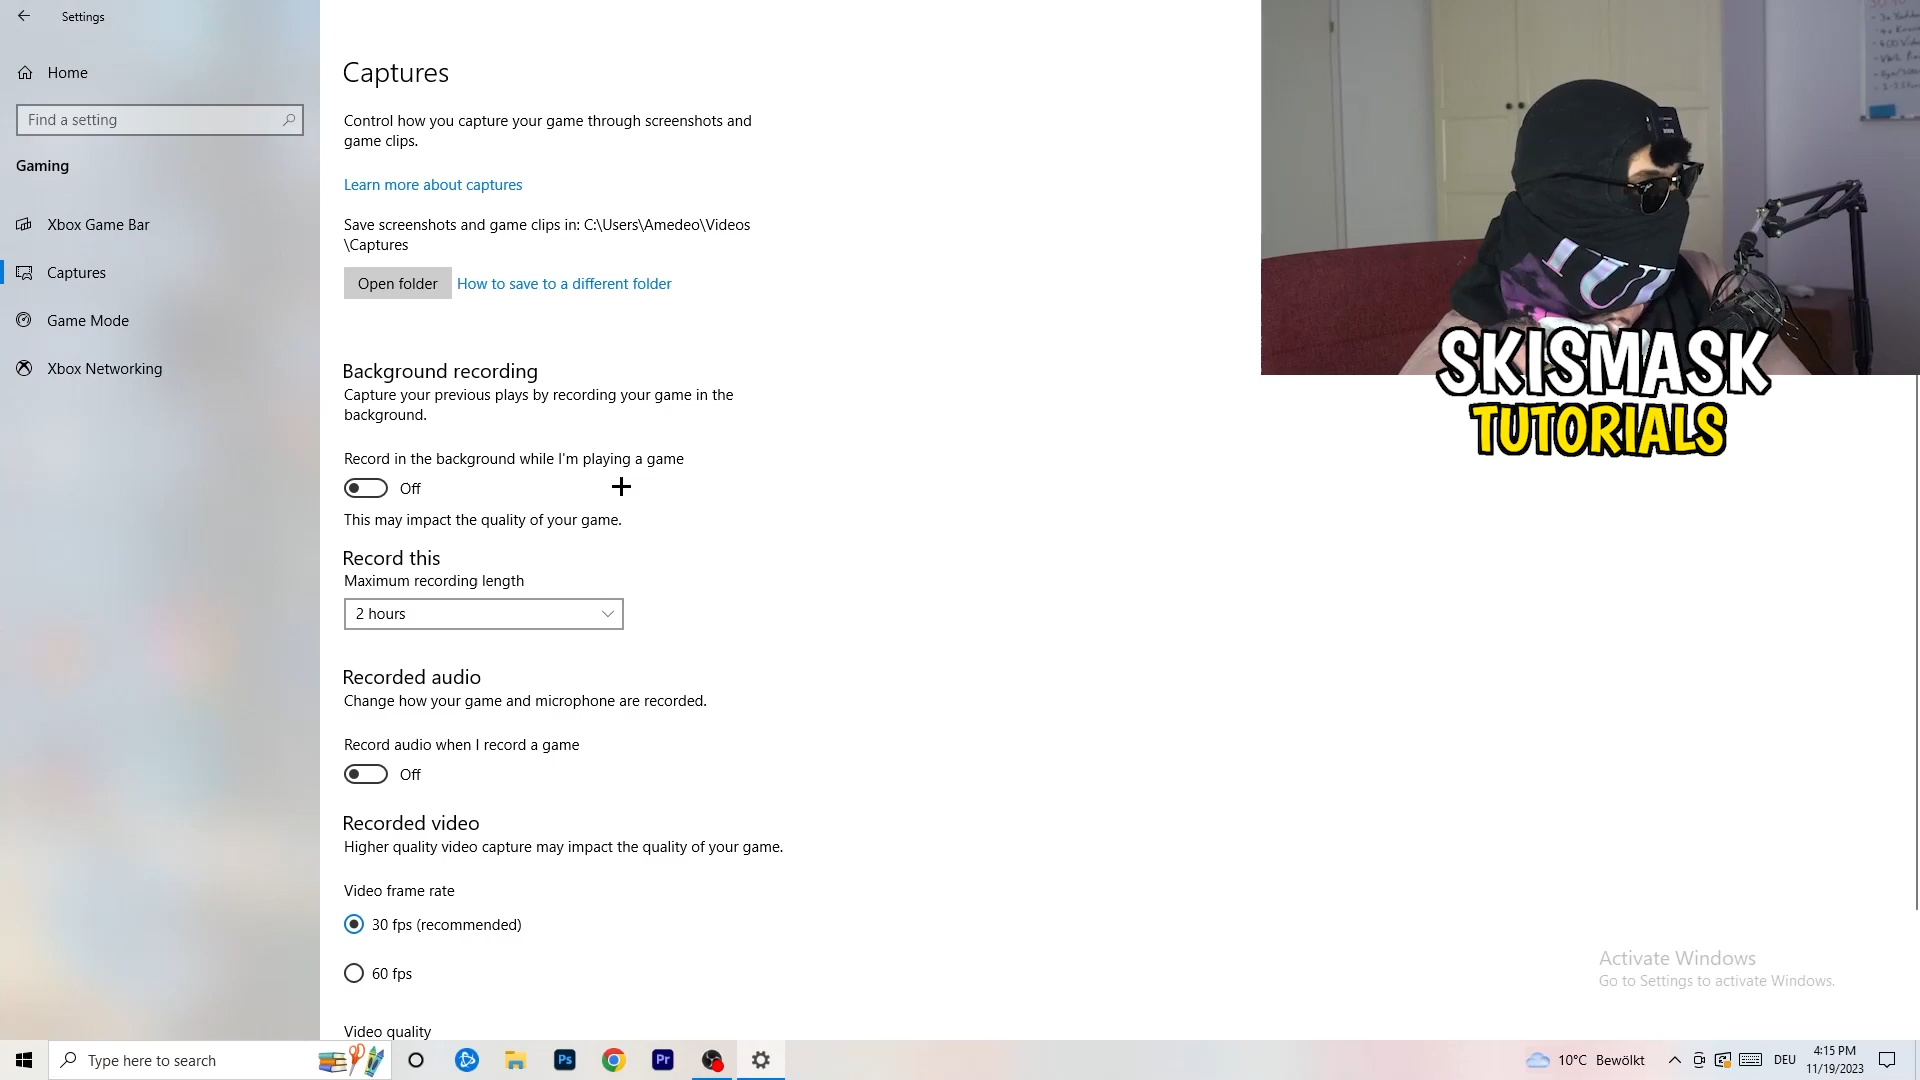 Settings
Home
Find a setting
Gaming
Xbox Game Bar
Captures
Game Mode
Xbox Networking
Captures
Control how you capture your game through screenshots and
game clips.
Learn more about captures
Save screenshots and game clips in: C:\Users\Amedeo\Videos
\Captures
Open folder How to save to a different folder
Background recording
Capture your previous plays by recording your game in the
background.
Record in the background while I'm playing a game
Off
This may impact the quality of your game.
Record this
Maximum recording length
2 hours
Recorded audio
Change how your game and microphone are recorded.
Record audio when I record a game
Off
Recorded video
Higher quality video capture may impact the quality of your game.
Video frame rate
30 fps (recommended)
60 fps
Video quality
SKISMASK
TUTORIALS
Activate Windows
Go to Settings to activate Windows.
Type here to search
Ps
Pr
10°C Bewölkt
DEU
4:15 PM
11/19/2023